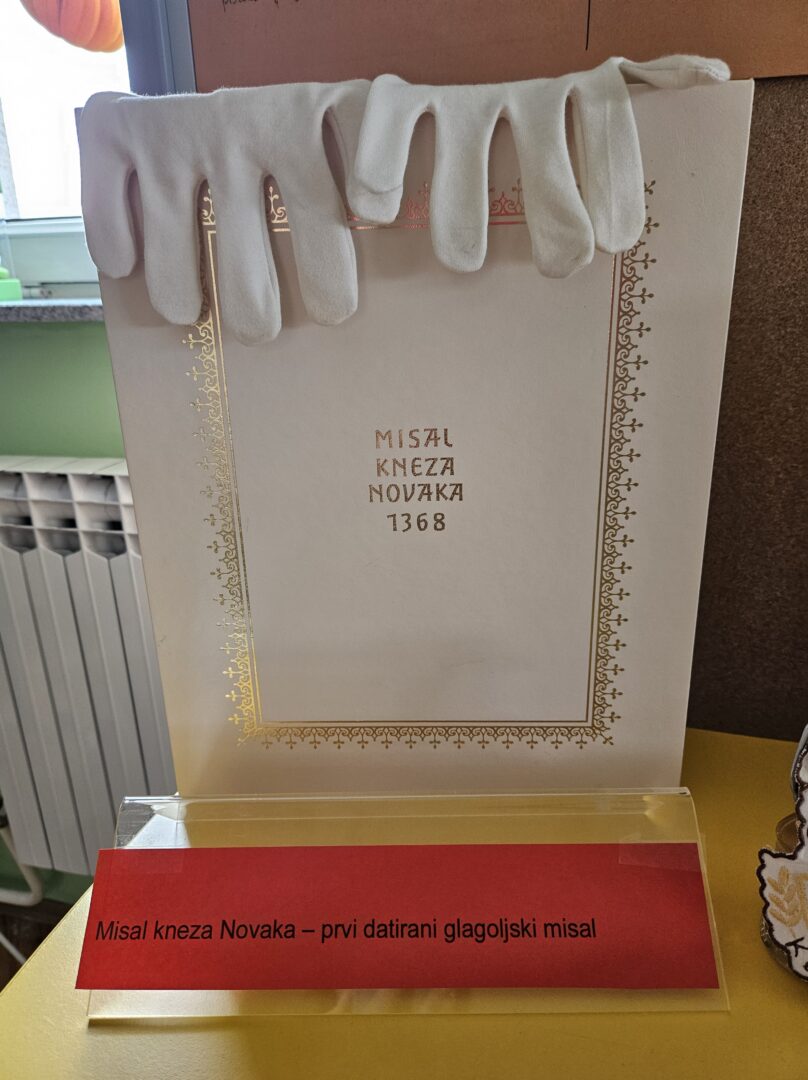 MISAL
KNEZA
NOVAKA
1368
Misal kneza Novaka – prvi datirani glagoljski misal